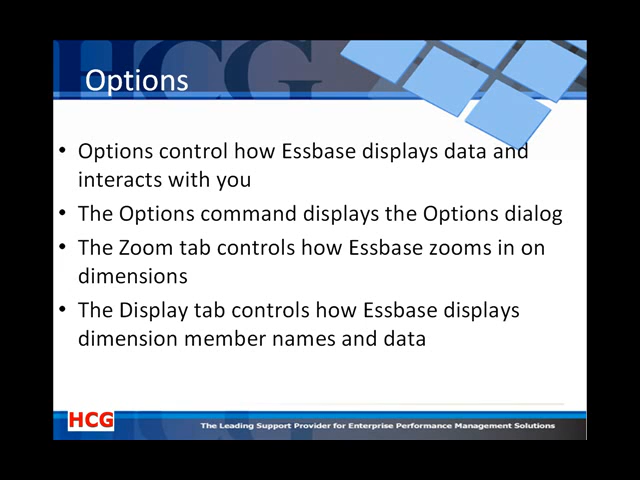 Options
• Options control how Essbase displays data and
interacts with you
• The Options command displays the Options dialog
• The Zoom tab controls how Essbase zooms in on
dimensions
• The Display tab controls how Essbase displays
dimension member names and data
HCG
The Leading Support Provider for Enterprise Performance Management Solutions